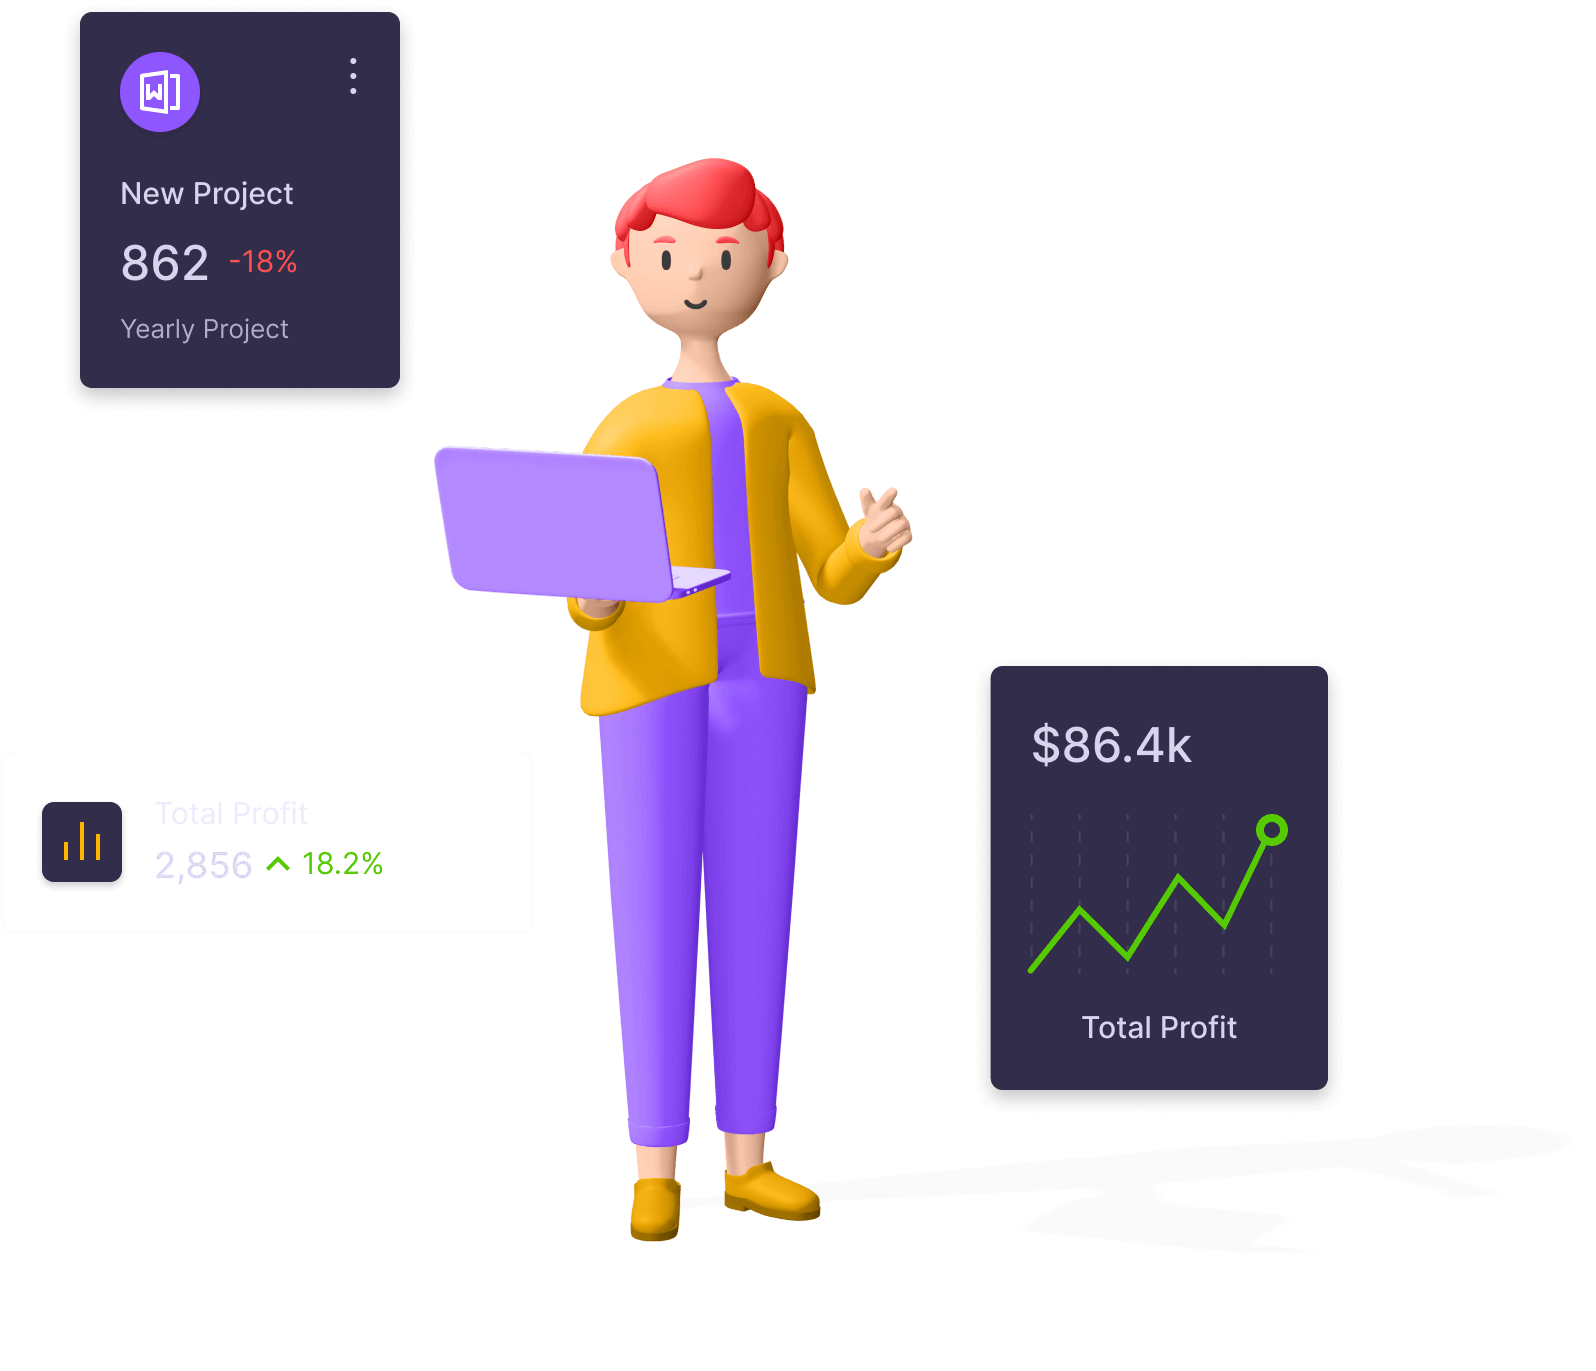 W
New Project
862 -18%
Yearly Project
Total Profit
2,856 18.2%
$86.4k
Total Profit